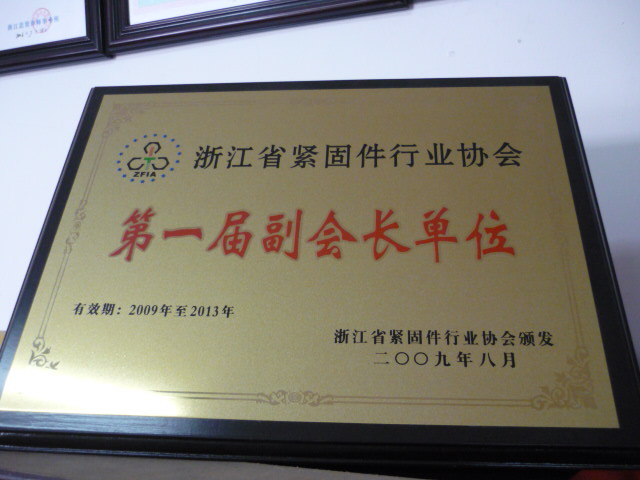 浙江省紧固件行业协会
ZFIA
第一届副会长单位
有效期：2009年至2013年
浙江省紧固件行业协会颁发
二〇〇九年八月